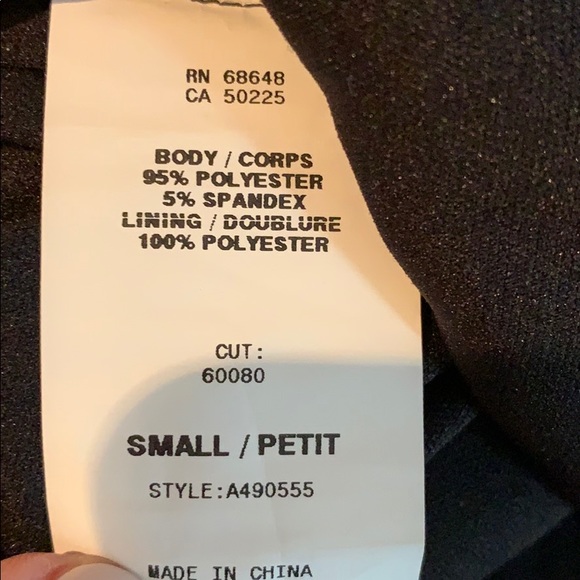 RN 68648
CA 50225
BODY / CORPS
95% POLYESTER
5% SPANDEX
LINING / DOUBLURE
100% POLYESTER
CUT:
60080
SMALL / PETIT
STYLE:A490555
MADE IN CHINA